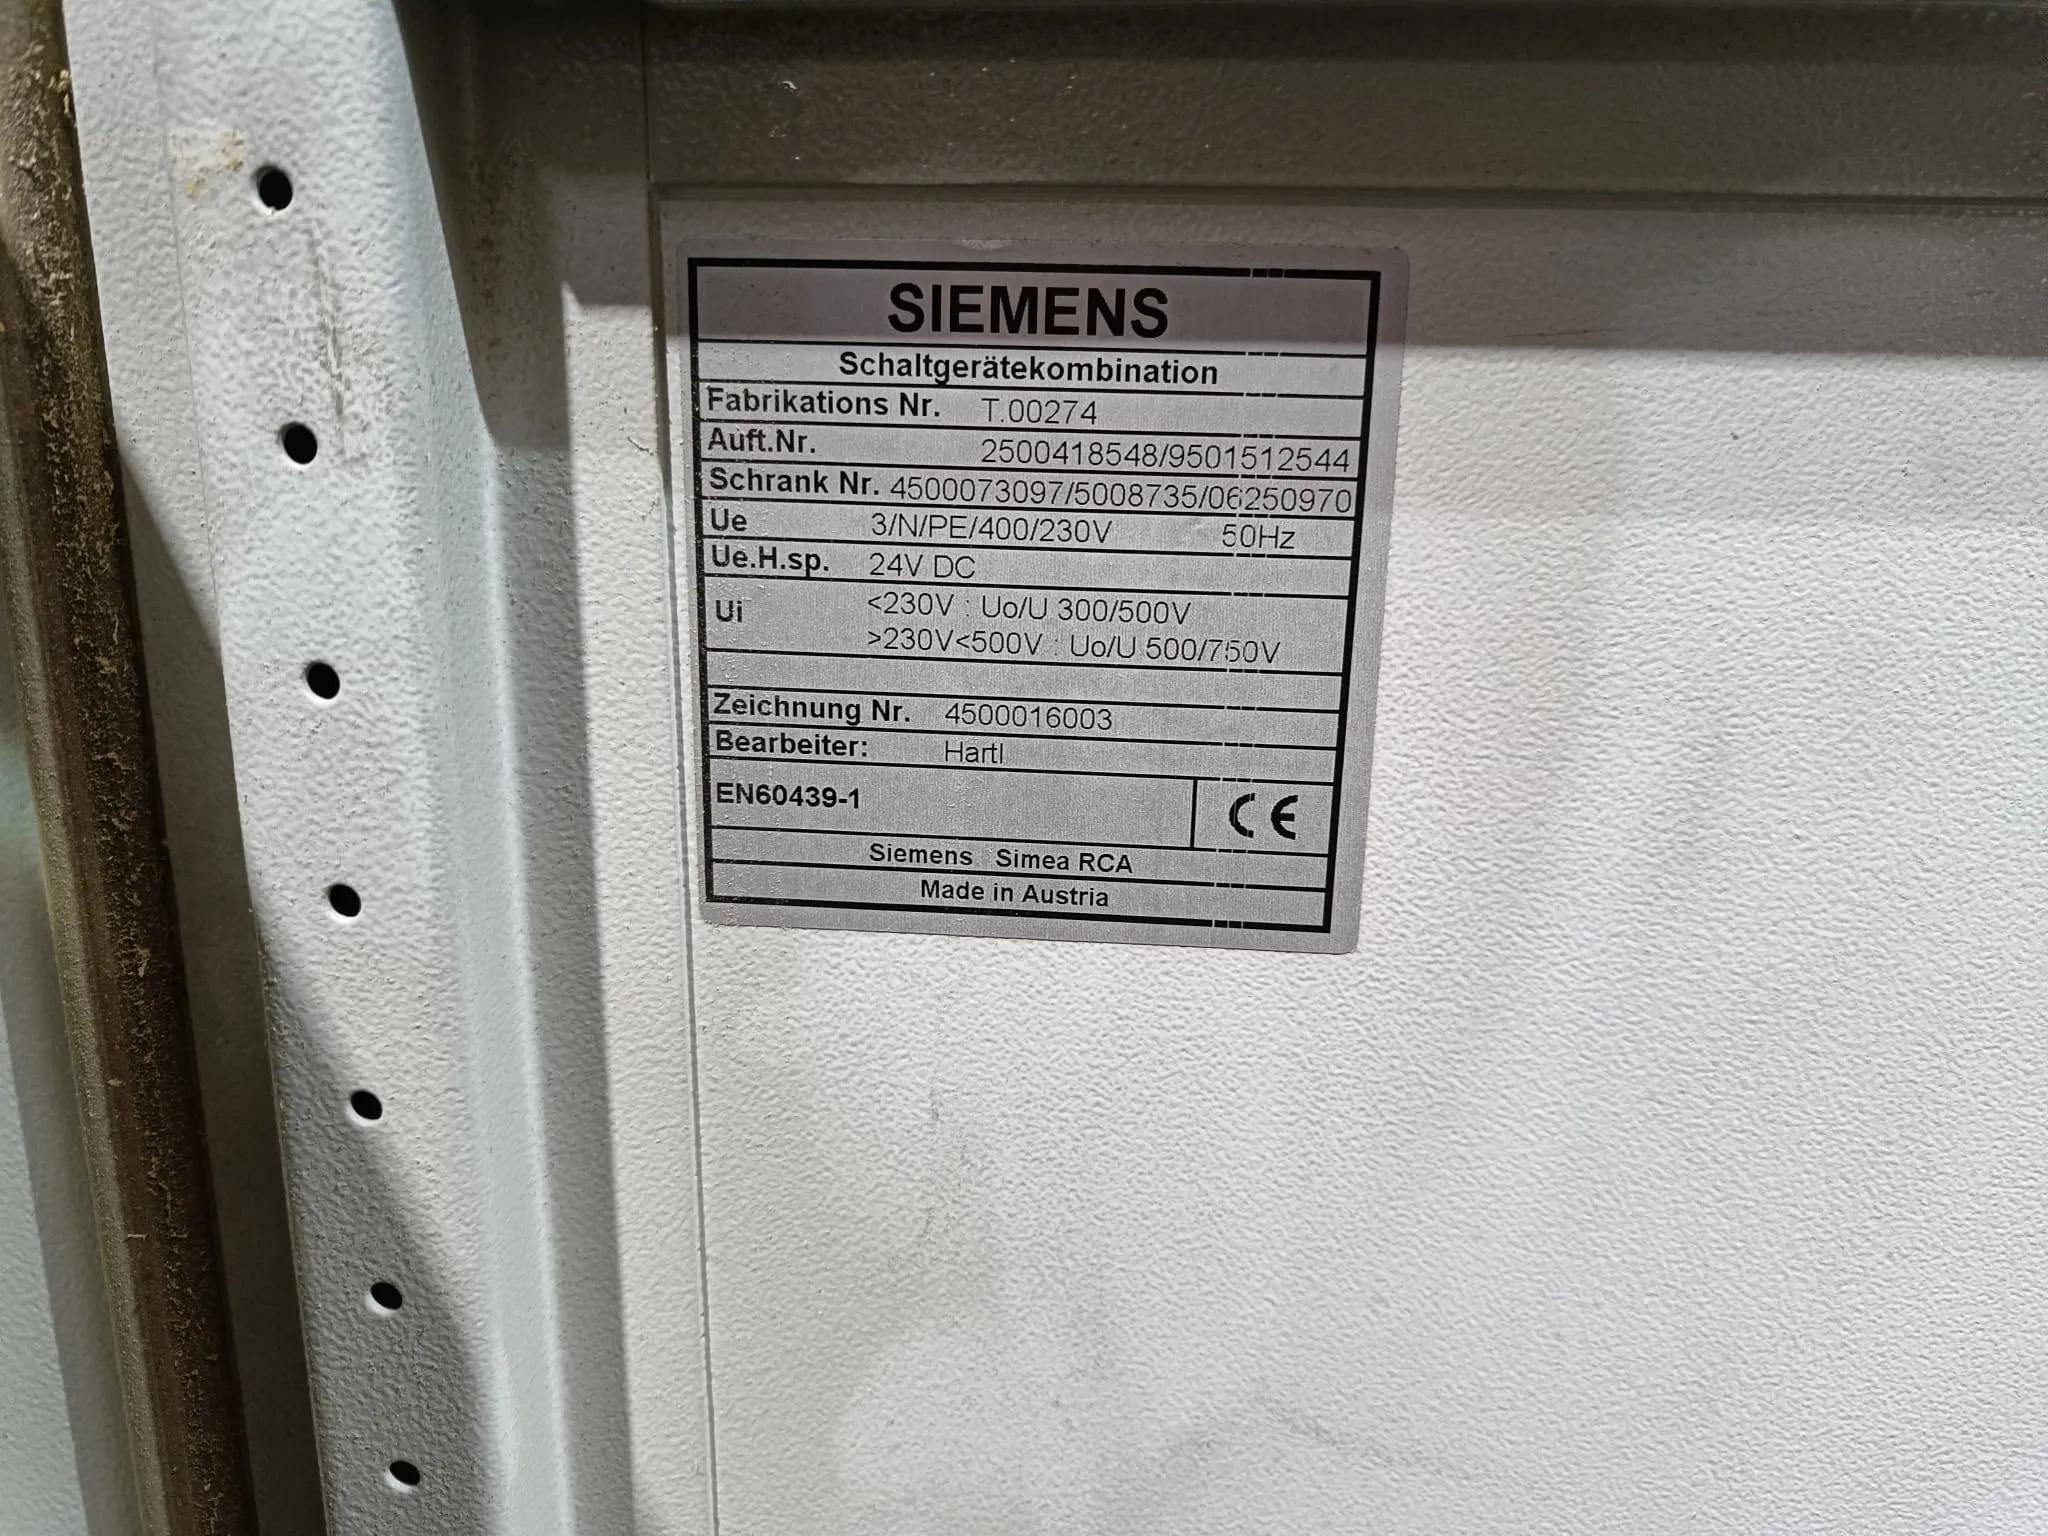 SIEMENS
Schaltgerätekombination
Fabrikations Nr. T.00274
Auft.Nr. 2500418548/9501512544
Schrank Nr. 4500073097/5008735/06250970
Ue 3/N/PE/400/230V 50Hz
Ue.H.sp. 24V DC
Ui <230V : Uo/U 300/500V
>230V<500V : Uo/U 500/750V
Zeichnung Nr. 4500016003
Bearbeiter: Hartl
EN60439-1 CE
Siemens Simea RCA
Made in Austria